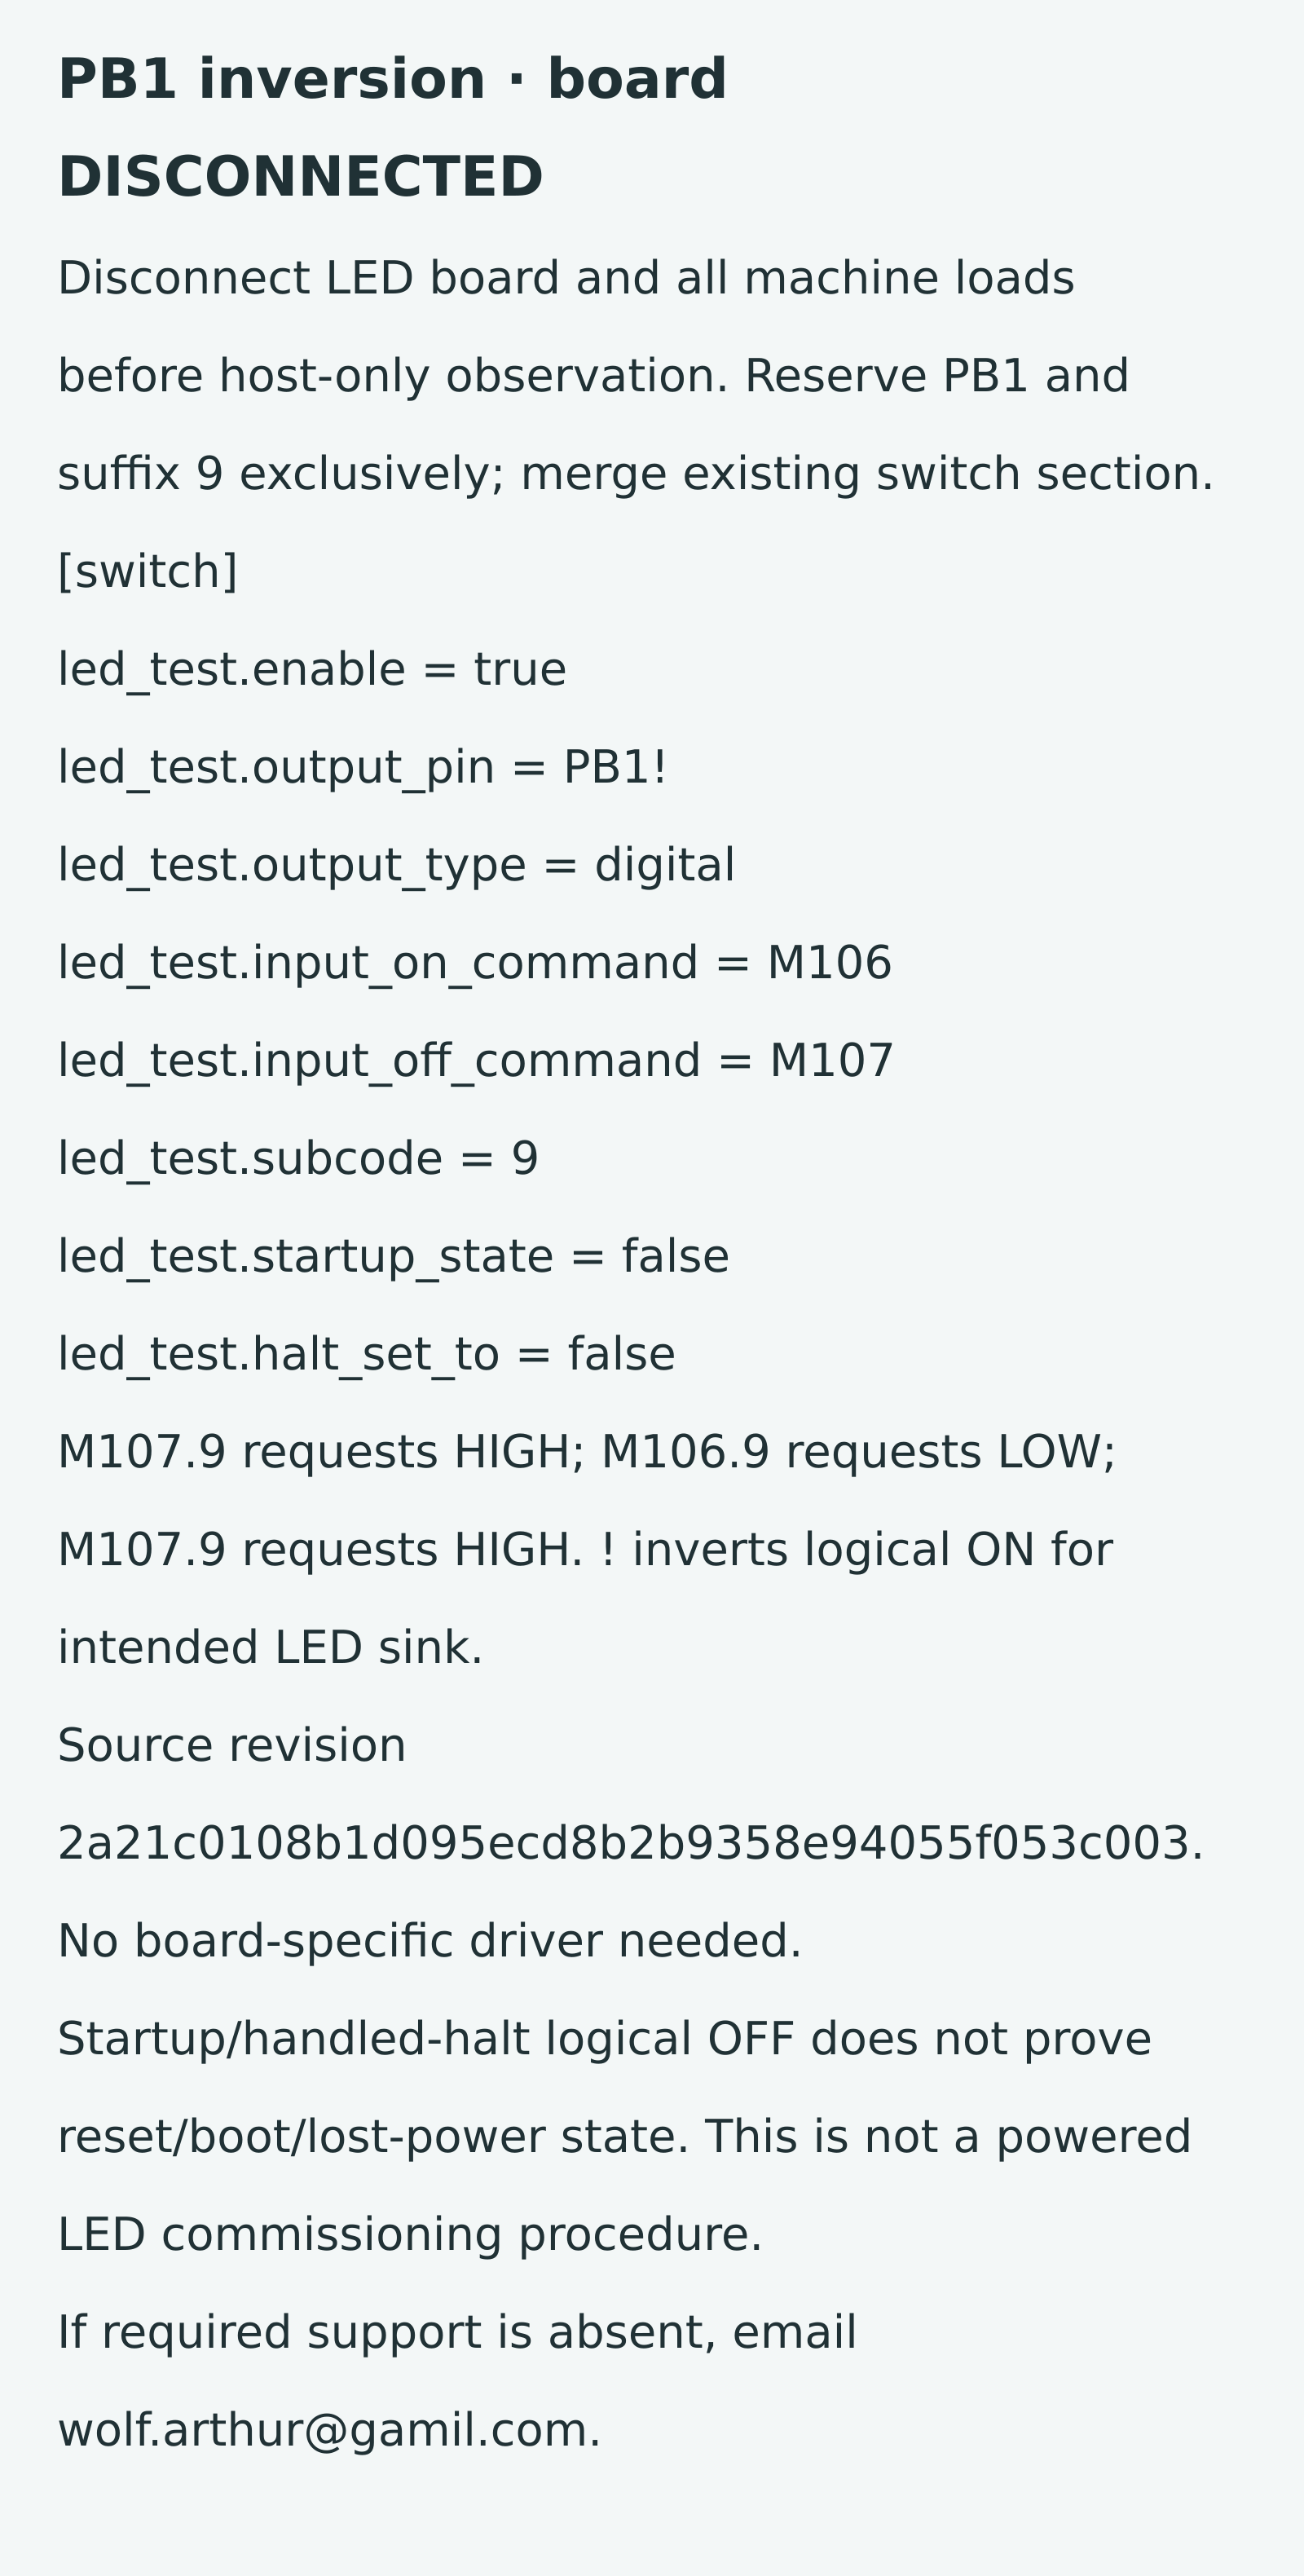 PB1 inversion · board
DISCONNECTED
Disconnect LED board and all machine loads
before host-only observation. Reserve PB1 and
suffix 9 exclusively; merge existing switch section.
[switch]
led_test.enable = true
led_test.output_pin = PB1!
led_test.output_type = digital
led_test.input_on_command = M106
led_test.input_off_command = M107
led_test.subcode = 9
led_test.startup_state = false
led_test.halt_set_to = false
M107.9 requests HIGH; M106.9 requests LOW;
M107.9 requests HIGH. ! inverts logical ON for
intended LED sink.
Source revision
2a21c0108b1d095ecd8b2b9358e94055f053c003.
No board-specific driver needed.
Startup/handled-halt logical OFF does not prove
reset/boot/lost-power state. This is not a powered
LED commissioning procedure.
If required support is absent, email
wolf.arthur@gamil.com.